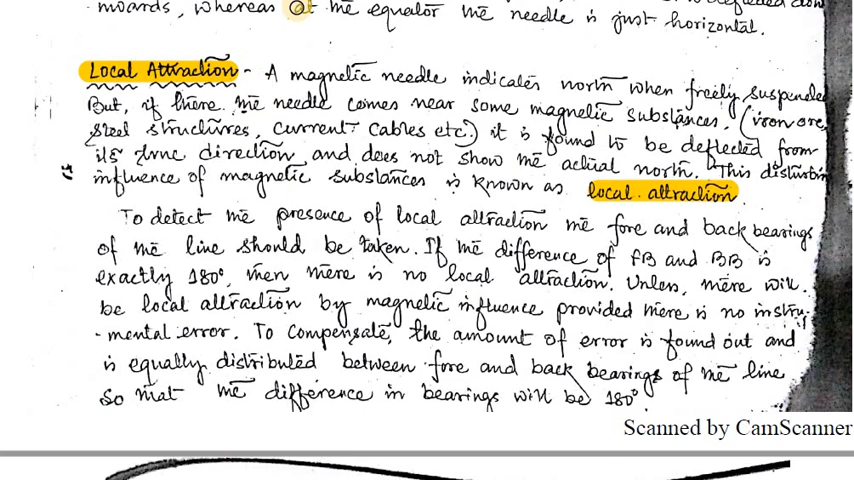 wards, whereas at the equator the needle is just horizontal.
Local Attraction - A magnetic needle indicates north when freely suspende
But, if there the needle comes near some magnetic substances, (iron ore,
steel structures, current cables etc.) it is found to be deflected from
its true direction and does not show the actual north. This disturbin
influence of magnetic substances is known as local attraction
To detect the presence of local attraction the fore and back bearings
of the line should be taken. If the difference of FB and BB is
exactly 180°, then there is no local attraction. Unless, there will
be local attraction by magnetic influence provided there is no instru
-mental error. To compensate, the amount of error is found out and
is equally distributed between fore and back bearings of the line
so that the difference in bearings will be 180°
Scanned by CamScanner